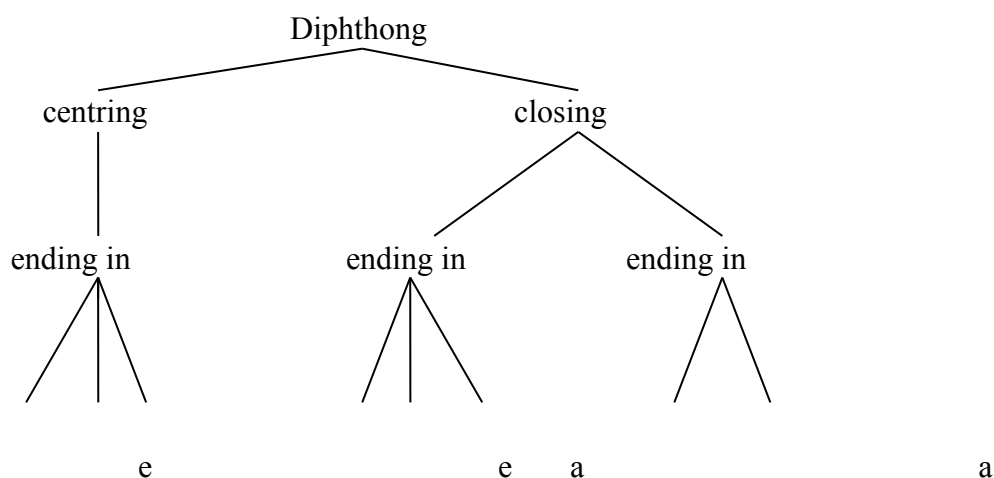 Diphthong
centring closing
ending in ending in ending in
e e a a